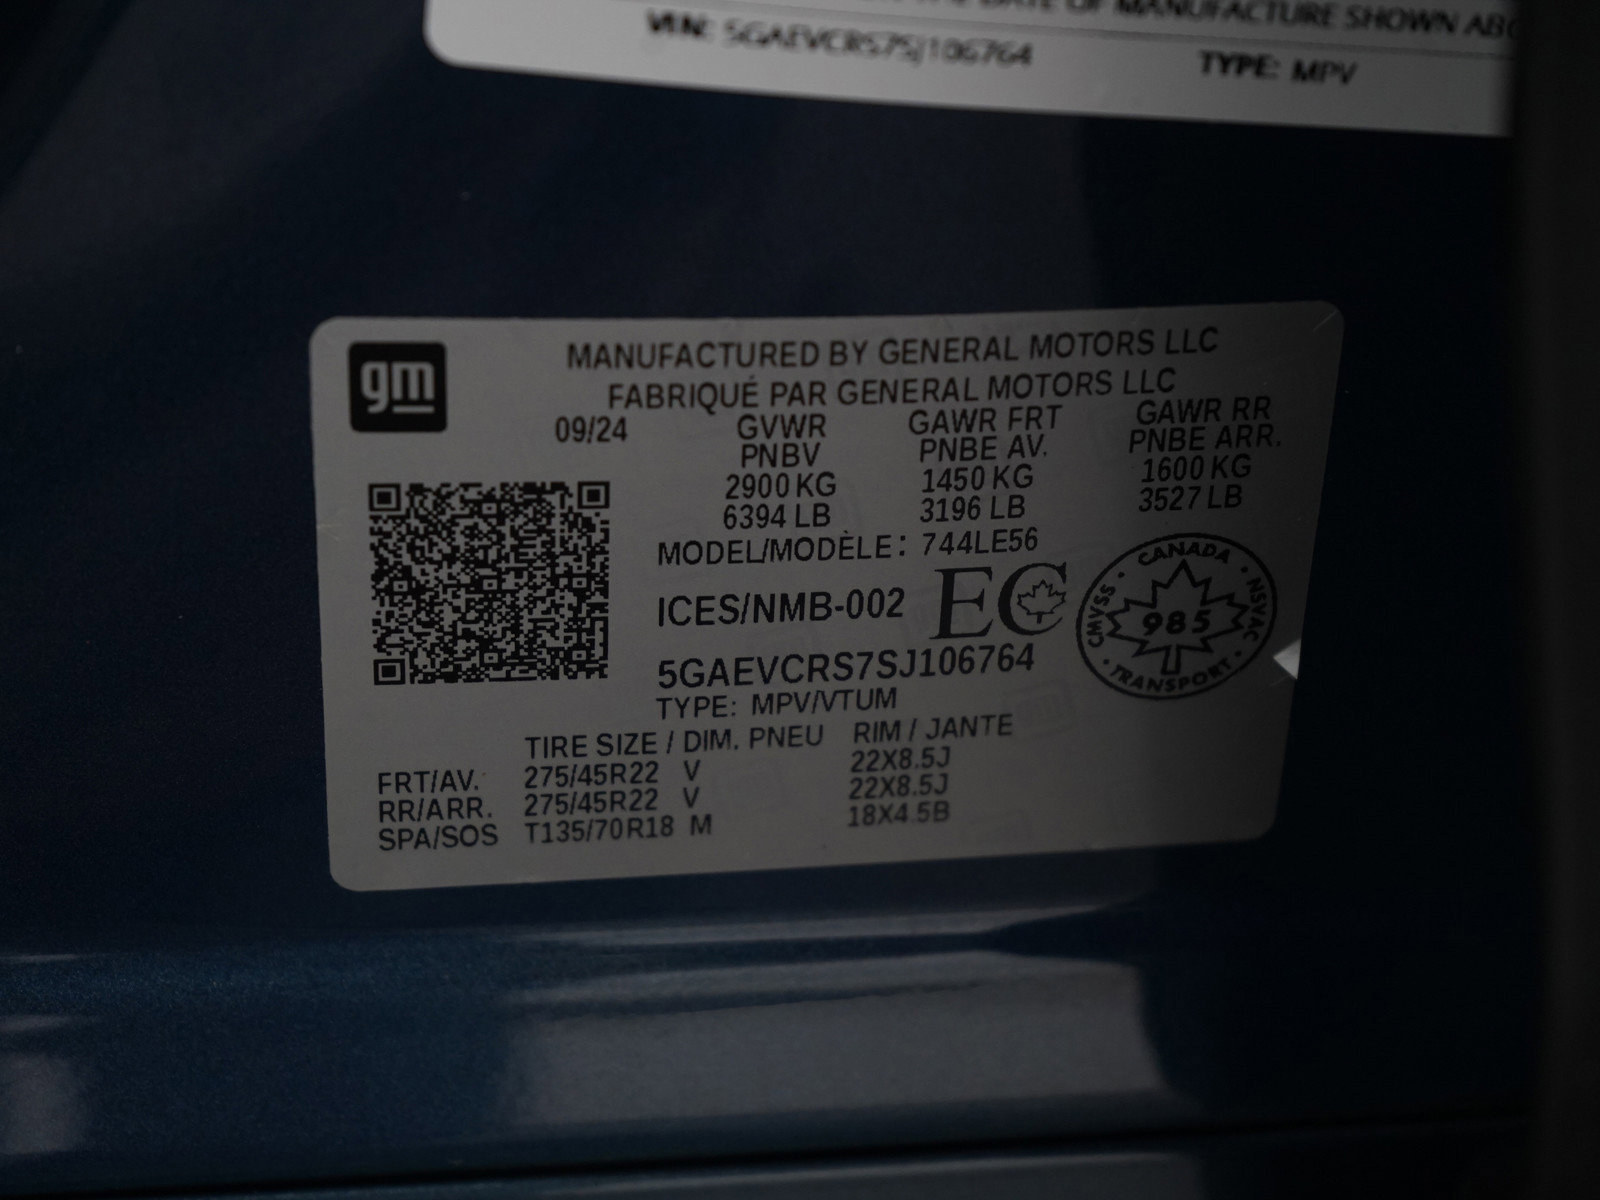 DATE OF MANUFACTURE SHOWN
VIN: 5GAEVCRS7SJ106764 TYPE: MPV
gm
MANUFACTURED BY GENERAL MOTORS LLC
FABRIQUÉ PAR GENERAL MOTORS LLC
09/24 GVWR GAWR FRT GAWR RR
PNBV PNBE AV. PNBE ARR.
2900 KG 1450 KG 1600 KG
6394 LB 3196 LB 3527 LB
MODEL/MODÈLE: 744LE56
ICES/NMB-002 EC
CANADA
CMVSS 985 NSVAC
TRANSPORT
5GAEVCRS7SJ106764
TYPE: MPV/VTUM
TIRE SIZE / DIM. PNEU RIM / JANTE
FRT/AV. 275/45R22 V 22X8.5J
RR/ARR. 275/45R22 V 22X8.5J
SPA/SOS T135/70R18 M 18X4.5B